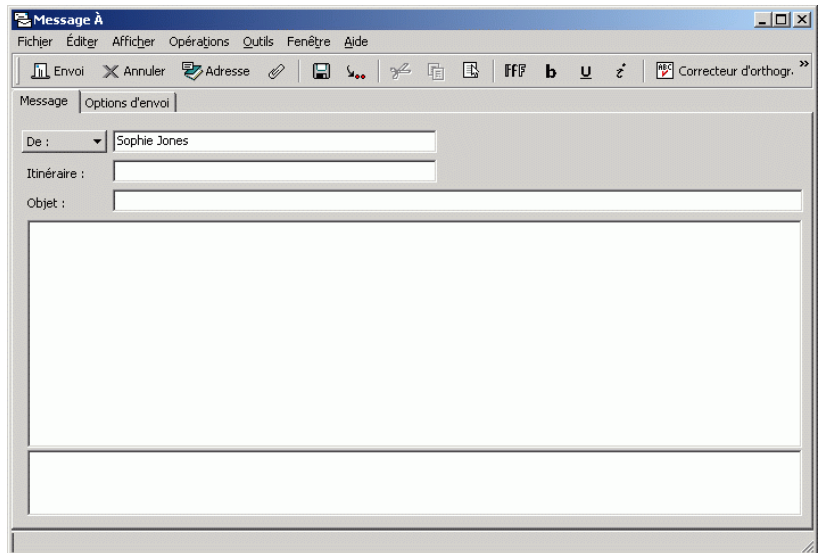 Message À
Fichier Éditer Afficher Opérations Outils Fenêtre Aide
Envoi Annuler Adresse b u i ABC Correcteur d'orthogr. »
Message Options d'envoi
De : Sophie Jones
Itinéraire :
Objet :